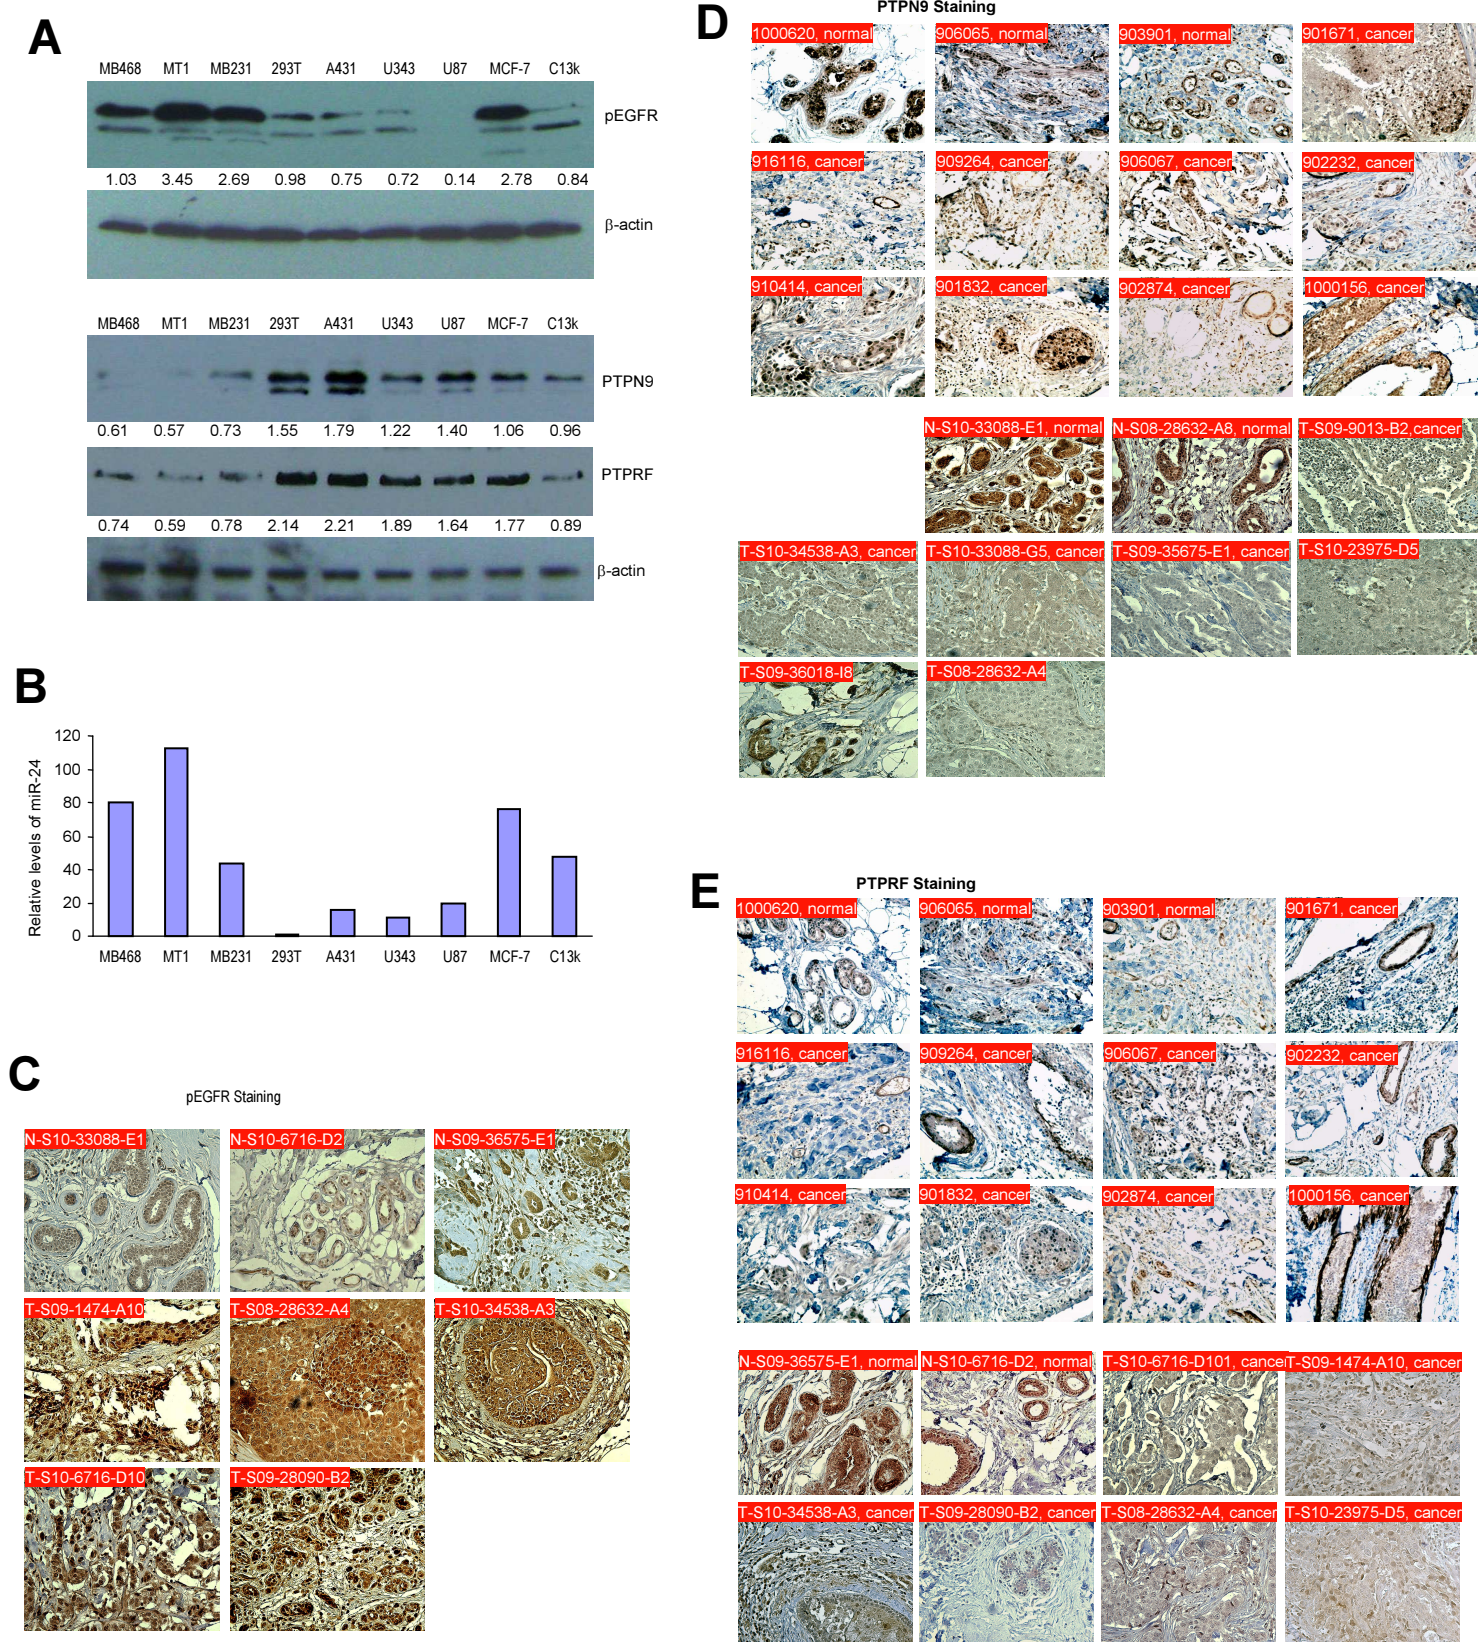 A
MB468 MT1 MB231 293T A431 U343 U87 MCF-7 C13k
pEGFR
1.03 3.45 2.69 0.98 0.75 0.72 0.14 2.78 0.84
β-actin
MB468 MT1 MB231 293T A431 U343 U87 MCF-7 C13k
PTPN9
0.61 0.57 0.73 1.55 1.79 1.22 1.40 1.06 0.96
PTPRF
0.74 0.59 0.78 2.14 2.21 1.89 1.64 1.77 0.89
β-actin
B
Relative levels of miR-24
120
100
80
60
40
20
0
MB468 MT1 MB231 293T A431 U343 U87 MCF-7 C13k
C
pEGFR Staining
N-S10-33088-E1 N-S10-6716-D2 N-S09-36575-E1
T-S09-1474-A10 T-S08-28632-A4 T-S10-34538-A3
T-S10-6716-D10 T-S09-28090-B2
D
PTPN9 Staining
1000620, normal 906065, normal 903901, normal 901671, cancer
916116, cancer 909264, cancer 906067, cancer 902232, cancer
910414, cancer 901832, cancer 902874, cancer 1000156, cancer
N-S10-33088-E1, normal N-S08-28632-A8, normal T-S09-9013-B2,cancer
T-S10-34538-A3, cancer T-S10-33088-G5, cancer T-S09-35675-E1, cancer T-S10-23975-D5
T-S09-36018-I8 T-S08-28632-A4
E
PTPRF Staining
1000620, normal 906065, normal 903901, normal 901671, cancer
916116, cancer 909264, cancer 906067, cancer 902232, cancer
910414, cancer 901832, cancer 902874, cancer 1000156, cancer
N-S09-36575-E1, normal N-S10-6716-D2, normal T-S10-6716-D101, cancer T-S09-1474-A10, cancer
T-S10-34538-A3, cancer T-S09-28090-B2, cancer T-S08-28632-A4, cancer T-S10-23975-D5, cancer